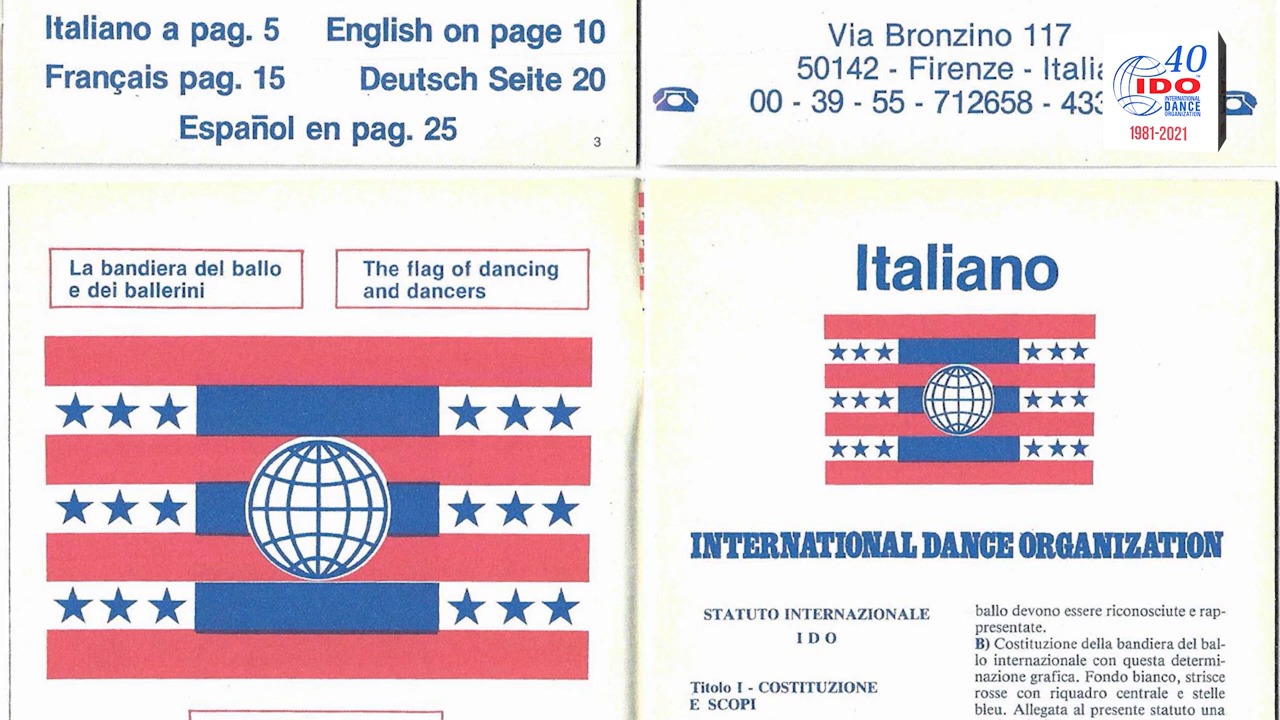 Italiano a pag. 5 English on page 10
Français pag. 15 Deutsch Seite 20
Español en pag. 25
3
Via Bronzino 117
50142 - Firenze - Italia
00 - 39 - 55 - 712658 -
40
IDO
INTERNATIONAL
DANCE
ORGANIZATION
1981-2021
La bandiera del ballo
e dei ballerini
The flag of dancing
and dancers
Italiano
INTERNATIONAL DANCE ORGANIZATION
STATUTO INTERNAZIONALE
I D O
Titolo I - COSTITUZIONE
E SCOPI
ballo devono essere riconosciute e rap-
presentate.
B) Costituzione della bandiera del bal-
lo internazionale con questa determi-
nazione grafica. Fondo bianco, strisce
rosse con riquadro centrale e stelle
bleu. Allegata al presente statuto una